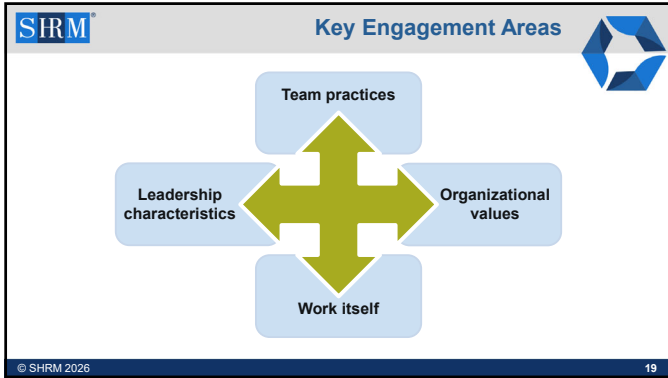 SHRM®
Key Engagement Areas
Team practices
Leadership
characteristics
Organizational
values
Work itself
© SHRM 2026
19